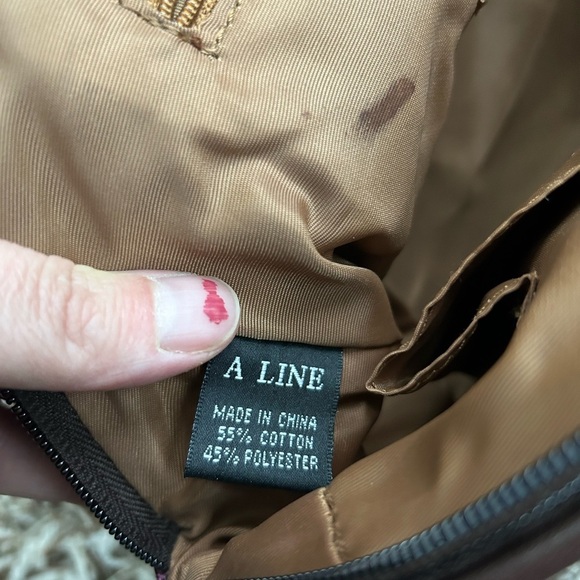 A LINE
MADE IN CHINA
55% COTTON
45% POLYESTER